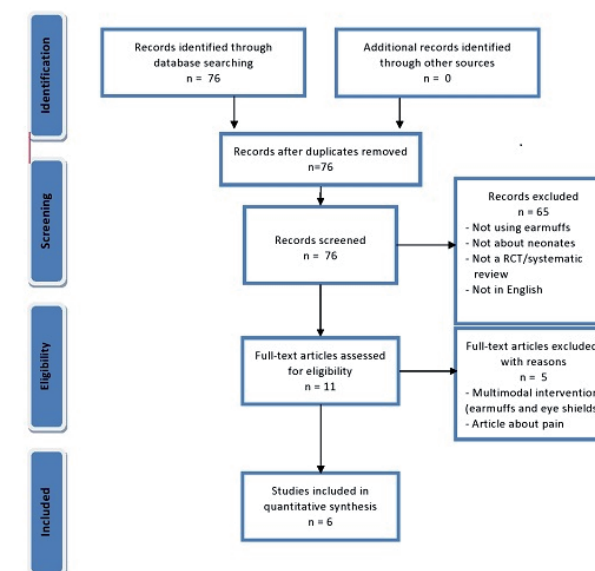 Identification
Records identified through
database searching
n = 76
Additional records identified
through other sources
n = 0
Records after duplicates removed
n=76
Screening
Records screened
n = 76
Records excluded
n = 65
- Not using earmuffs
- Not about neonates
- Not a RCT/systematic
review
- Not in English
Eligibility
Full-text articles assessed
for eligibility
n = 11
Full-text articles excluded
with reasons
n = 5
- Multimodal intervention
(earmuffs and eye shields
- Article about pain
Included
Studies included in
quantitative synthesis
n = 6